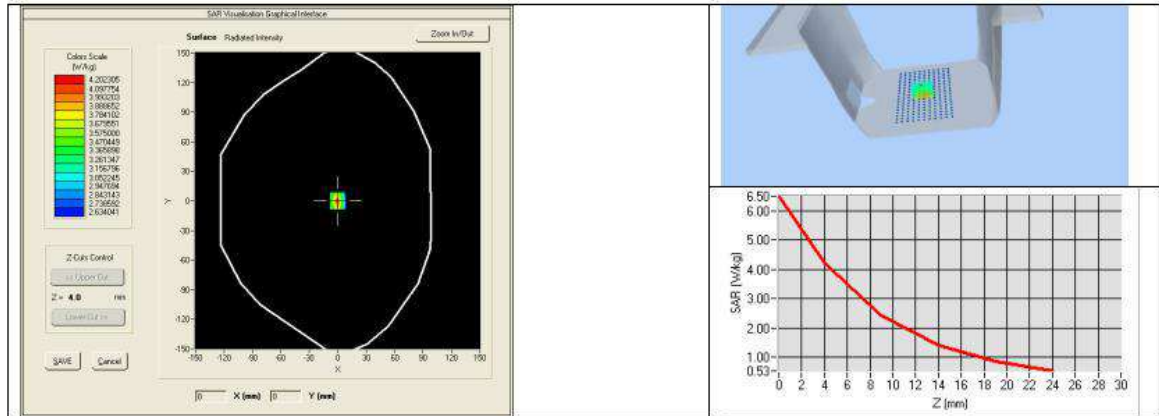 SAR Visualisation Graphical Interface
Surface Radiated Intensity
Zoom In/Out
Colors Scale
(W/kg)
4.202305
4.097754
3.993203
3.888652
3.784102
3.679551
3.575000
3.470449
3.365898
3.261347
3.156796
3.052245
2.947694
2.843143
2.738592
2.634041
150
120
90
60
30
0
-30
-60
-90
-120
-150
Y
-150 -120 -90 -60 -30 0 30 60 90 120 150
X
Z-Cuts Control
<< Upper Cut
Z = 4.0 mm
Lower Cut >>
SAVE Cancel
0 X (mm) 0 Y (mm)
6.50
6.00
5.00
4.00
3.00
2.00
1.00
0.53
SAR (W/kg)
0 2 4 6 8 10 12 14 16 18 20 22 24 26 28 30
Z (mm)